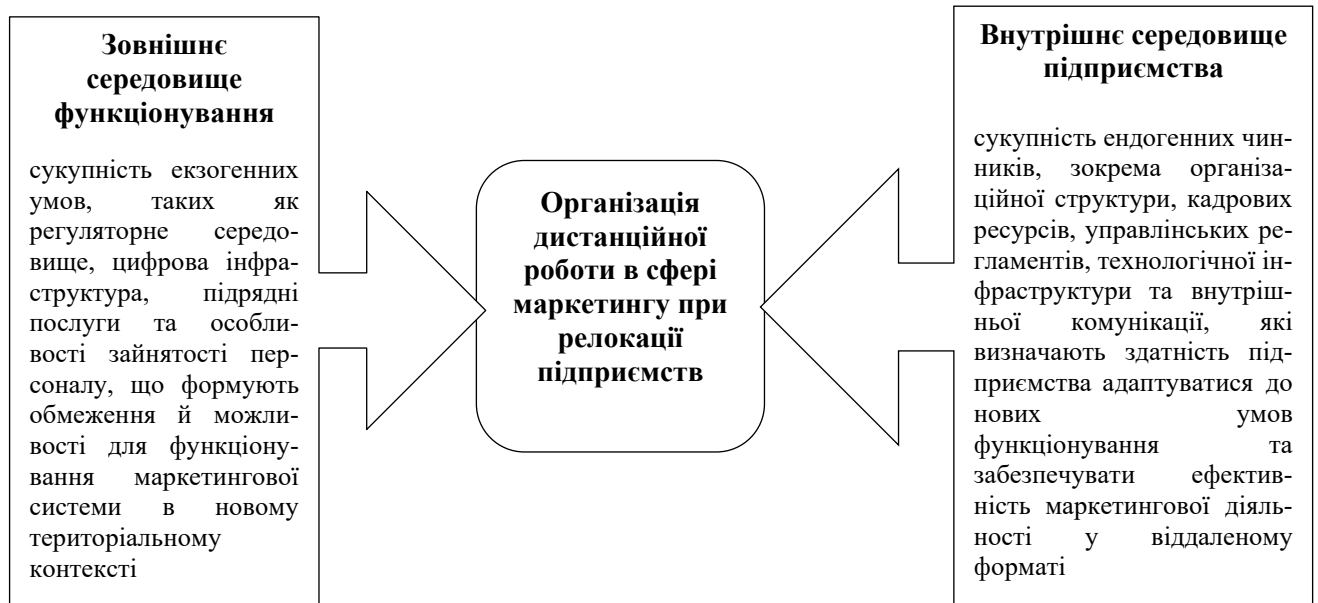 Зовнішнє
середовище
функціонування
сукупність екзогенних
умов, таких як
регуляторне середо-
вище, цифрова інфра-
структура, підрядні
послуги та особли-
вості зайнятості пер-
соналу, що формують
обмеження й можли-
вості для функціону-
вання маркетингової
системи в новому
територіальному
контексті
Організація
дистанційної
роботи в сфері
маркетингу при
релокації
підприємств
Внутрішнє середовище
підприємства
сукупність ендогенних чин-
ників, зокрема організа-
ційної структури, кадрових
ресурсів, управлінських ре-
гламентів, технологічної ін-
фраструктури та внутріш-
ньої комунікації, які
визначають здатність під-
приємства адаптуватися до
нових умов
функціонування та
забезпечувати ефектив-
ність маркетингової діяль-
ності у віддаленому
форматі